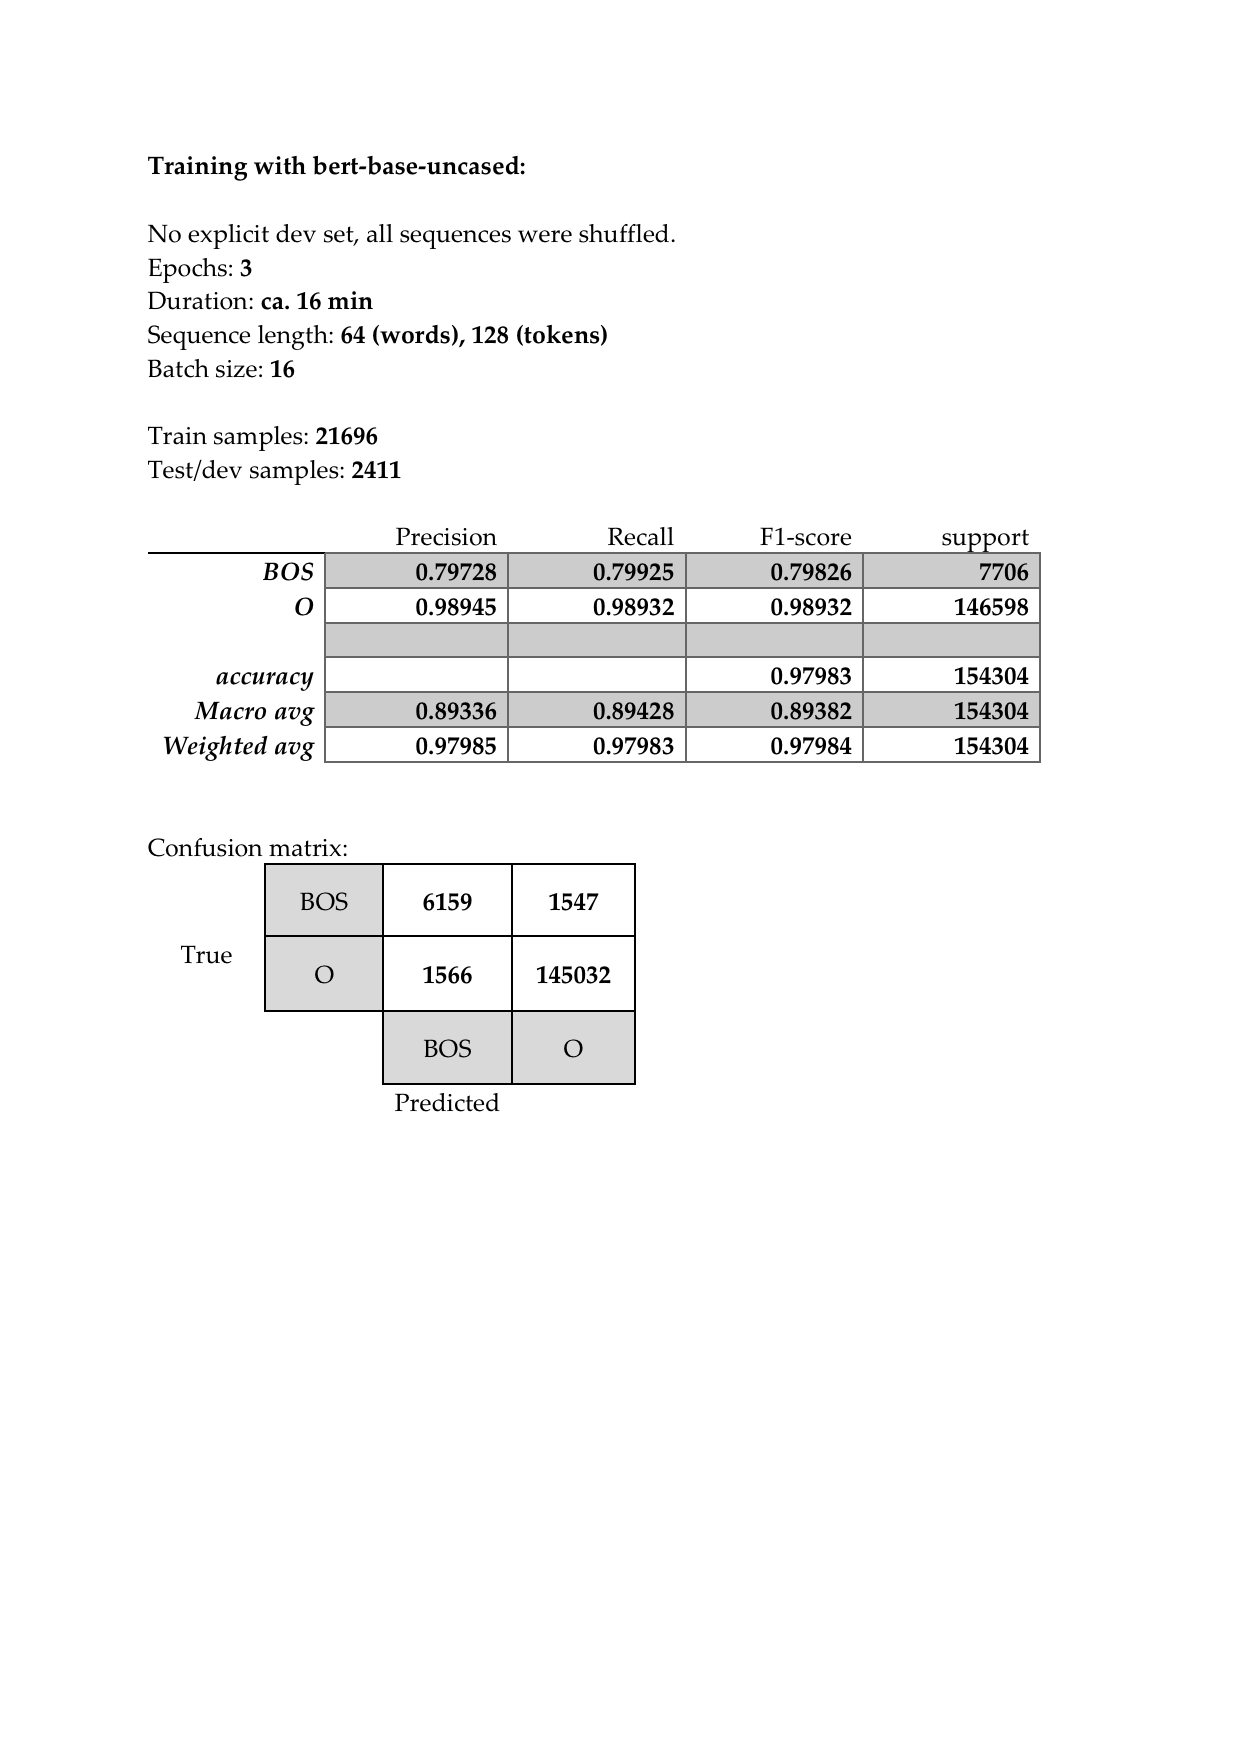 Training with bert-base-uncased:
No explicit dev set, all sequences were shuffled.
Epochs: 3
Duration: ca. 16 min
Sequence length: 64 (words), 128 (tokens)
Batch size: 16
Train samples: 21696
Test/dev samples: 2411
Precision Recall F1-score support
BOS 0.79728 0.79925 0.79826 7706
O 0.98945 0.98932 0.98932 146598
accuracy 0.97983 154304
Macro avg 0.89336 0.89428 0.89382 154304
Weighted avg 0.97985 0.97983 0.97984 154304
Confusion matrix:
BOS 6159 1547
True
O 1566 145032
BOS O
Predicted